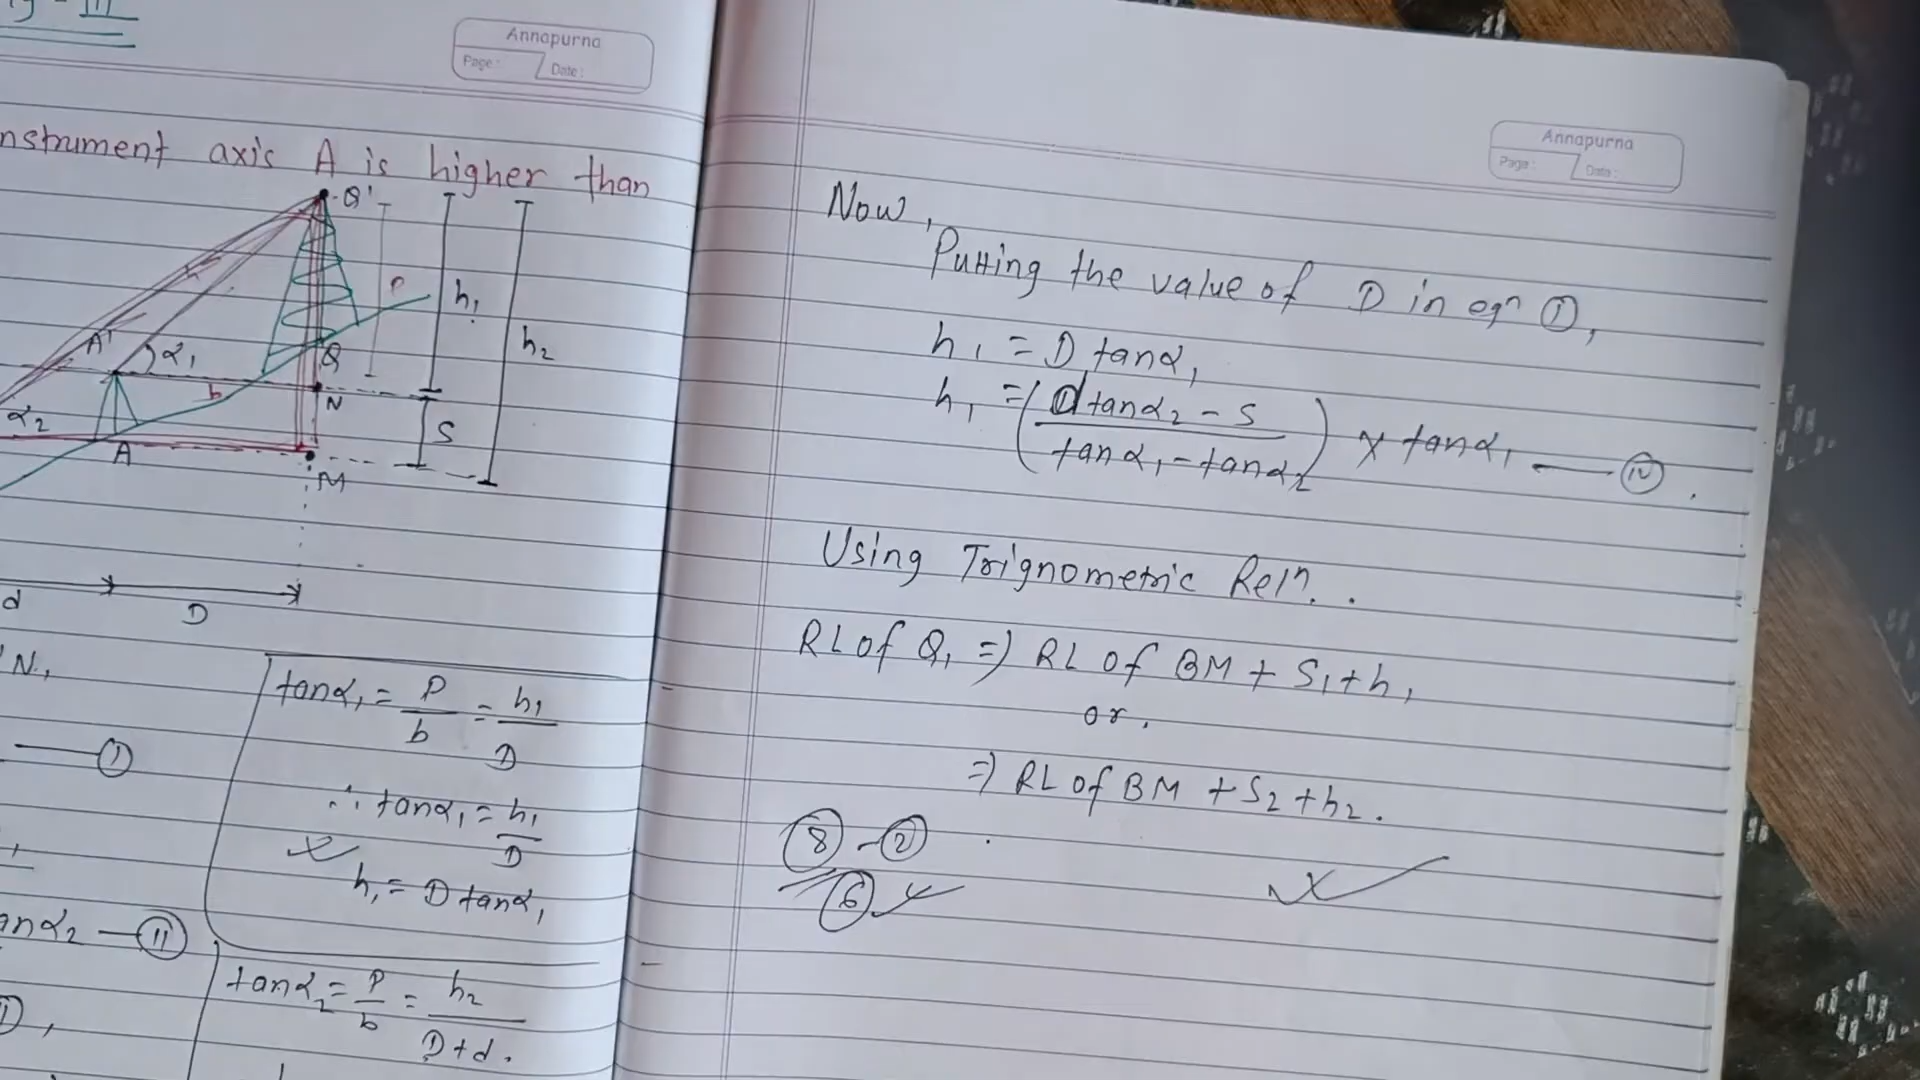 Annapurna
Page:
Date:
nstrument axis A is higher than
Q'
P
h₁
h₂
A'
α₁
Q
b
N
α₂
S
A
M
d
D
'N.,
tanα₁ = P/b = h₁/D
—①
∴ tanα₁ = h₁/D
h₁ = D tanα₁
anα₂ —⑪
tanα₂ = P/b = h₂/D+d.
Annapurna
Page:
Date:
Now,
Putting the value of D in eqn ①,
h₁ = D tanα₁
h₁ = (dtanα₂ - S / tanα₁ - tanα₂) × tanα₁ — ⑭.
Using Trignometric Reln..
RL of Q₁ => RL of BM + S₁ + h₁
or.
=) RL of BM + S₂ + h₂.
⑧ - ②
⑥